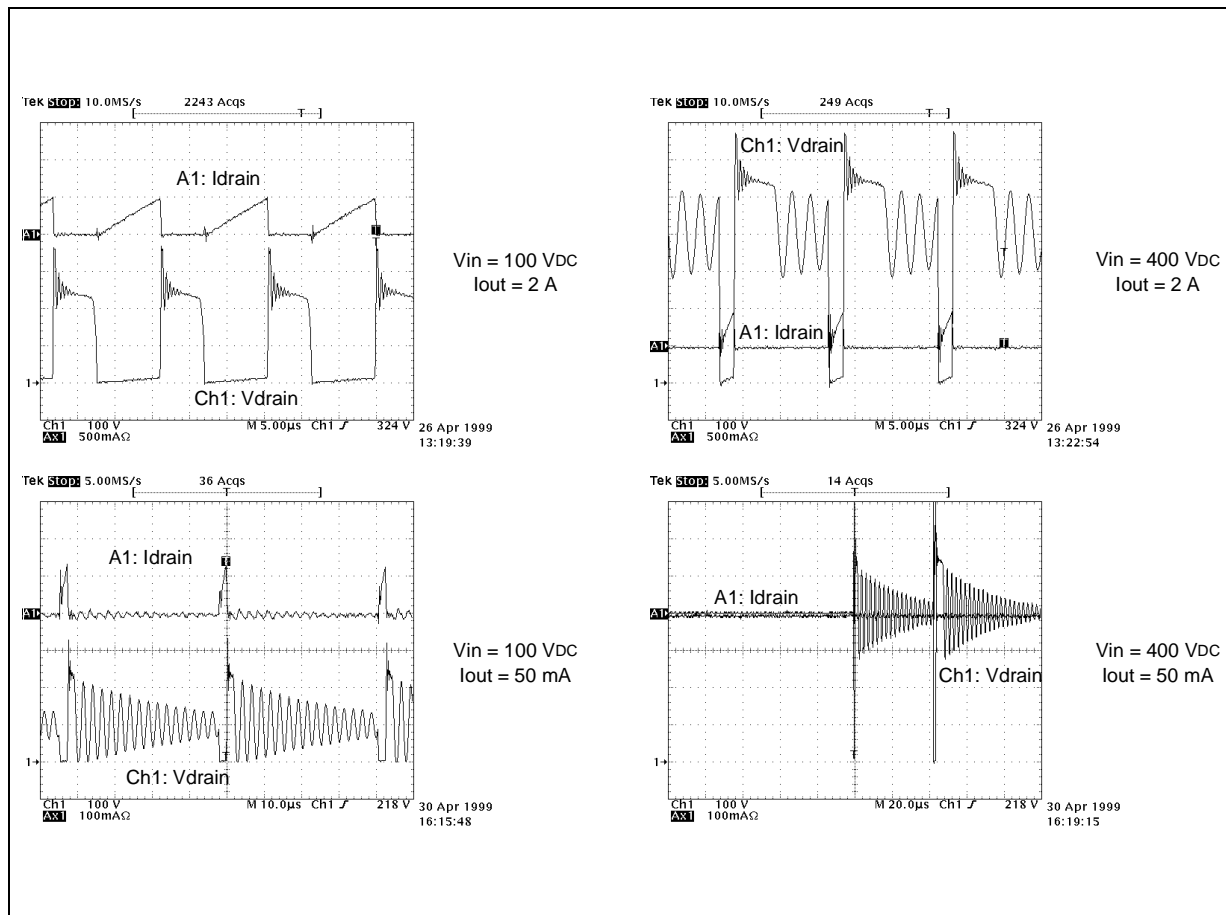 Tek Stop: 10.0MS/s 2243 Acqs
T
A1: Idrain
A1
T
1
Ch1: Vdrain
Ch1 100 V M 5.00µs Ch1 324 V 26 Apr 1999
Ax1 500mAΩ 13:19:39
Vin = 100 VDC
Iout = 2 A
Tek Stop: 10.0MS/s 249 Acqs
T
Ch1: Vdrain
T
A1: Idrain
A1
T
1
Ch1 100 V M 5.00µs Ch1 324 V 26 Apr 1999
Ax1 500mAΩ 13:22:54
Vin = 400 VDC
Iout = 2 A
Tek Stop: 5.00MS/s 36 Acqs
T
A1: Idrain
T
A1
T
1
Ch1: Vdrain
Ch1 100 V M 10.0µs Ch1 218 V 30 Apr 1999
Ax1 100mAΩ 16:15:48
Vin = 100 VDC
Iout = 50 mA
Tek Stop: 5.00MS/s 14 Acqs
T
A1: Idrain
A1
Ch1: Vdrain
T
1
Ch1 100 V M 20.0µs Ch1 218 V 30 Apr 1999
Ax1 100mAΩ 16:19:15
Vin = 400 VDC
Iout = 50 mA